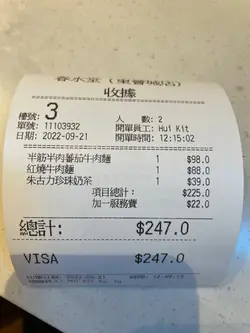 春水堂
收據
檯號: 3 人 數: 2
單號: 11103932 開單員工: Hui Kit
日期: 2022-09-21 開單時間: 12:15:02
半筋半肉蕃茄牛肉麵 1 $98.0
紅燒牛肉麵 1 $88.0
朱古力珍珠奶茶 1 $39.0
項目總計: $225.0
加一服務費 $22.0
總計: $247.0
VISA $247.0